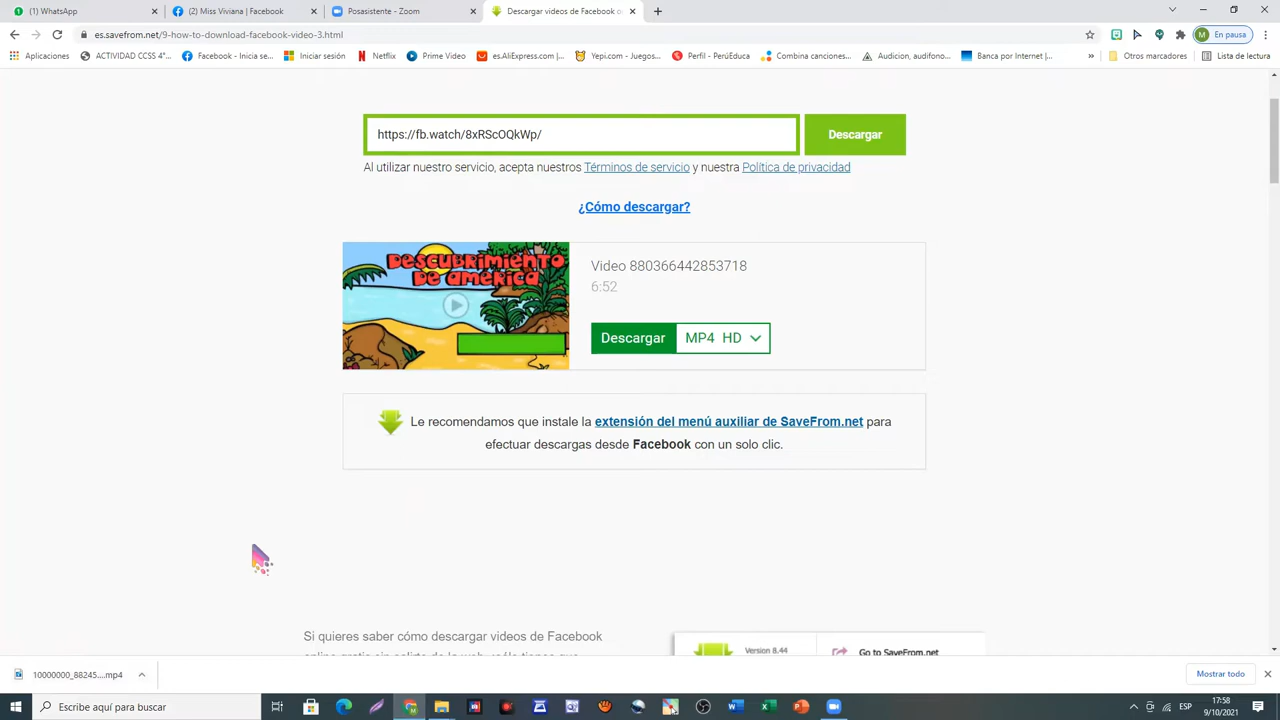 (1) WhatsApp
(2) Miss Viviana | Facebook
Posasistente - Zoom
Descargar vídeos de Facebook o
es.savefrom.net/9-how-to-download-facebook-video-3.html
M En pausa
Aplicaciones
ACTIVIDAD CCSS 4°...
Facebook - Inicia se...
Iniciar sesión
Netflix
Prime Video
es.AliExpress.com |...
Yepi.com - Juegos...
Perfil - PerúEduca
Combina canciones...
Audicion, audifono...
Banca por Internet |...
»
Otros marcadores
Lista de lectura
https://fb.watch/8xRScOQkWp/
Descargar
Al utilizar nuestro servicio, acepta nuestros Términos de servicio y nuestra Política de privacidad
¿Cómo descargar?
DESCUBRIMIENTO
DE AMÉRICA
Video 880366442853718
6:52
Descargar MP4 HD
Le recomendamos que instale la extensión del menú auxiliar de SaveFrom.net para
efectuar descargas desde Facebook con un solo clic.
Si quieres saber cómo descargar videos de Facebook
Version 8.44
Go to SaveFrom.net
10000000_88245....mp4
Mostrar todo
Escribe aquí para buscar
ESP
17:58
9/10/2021